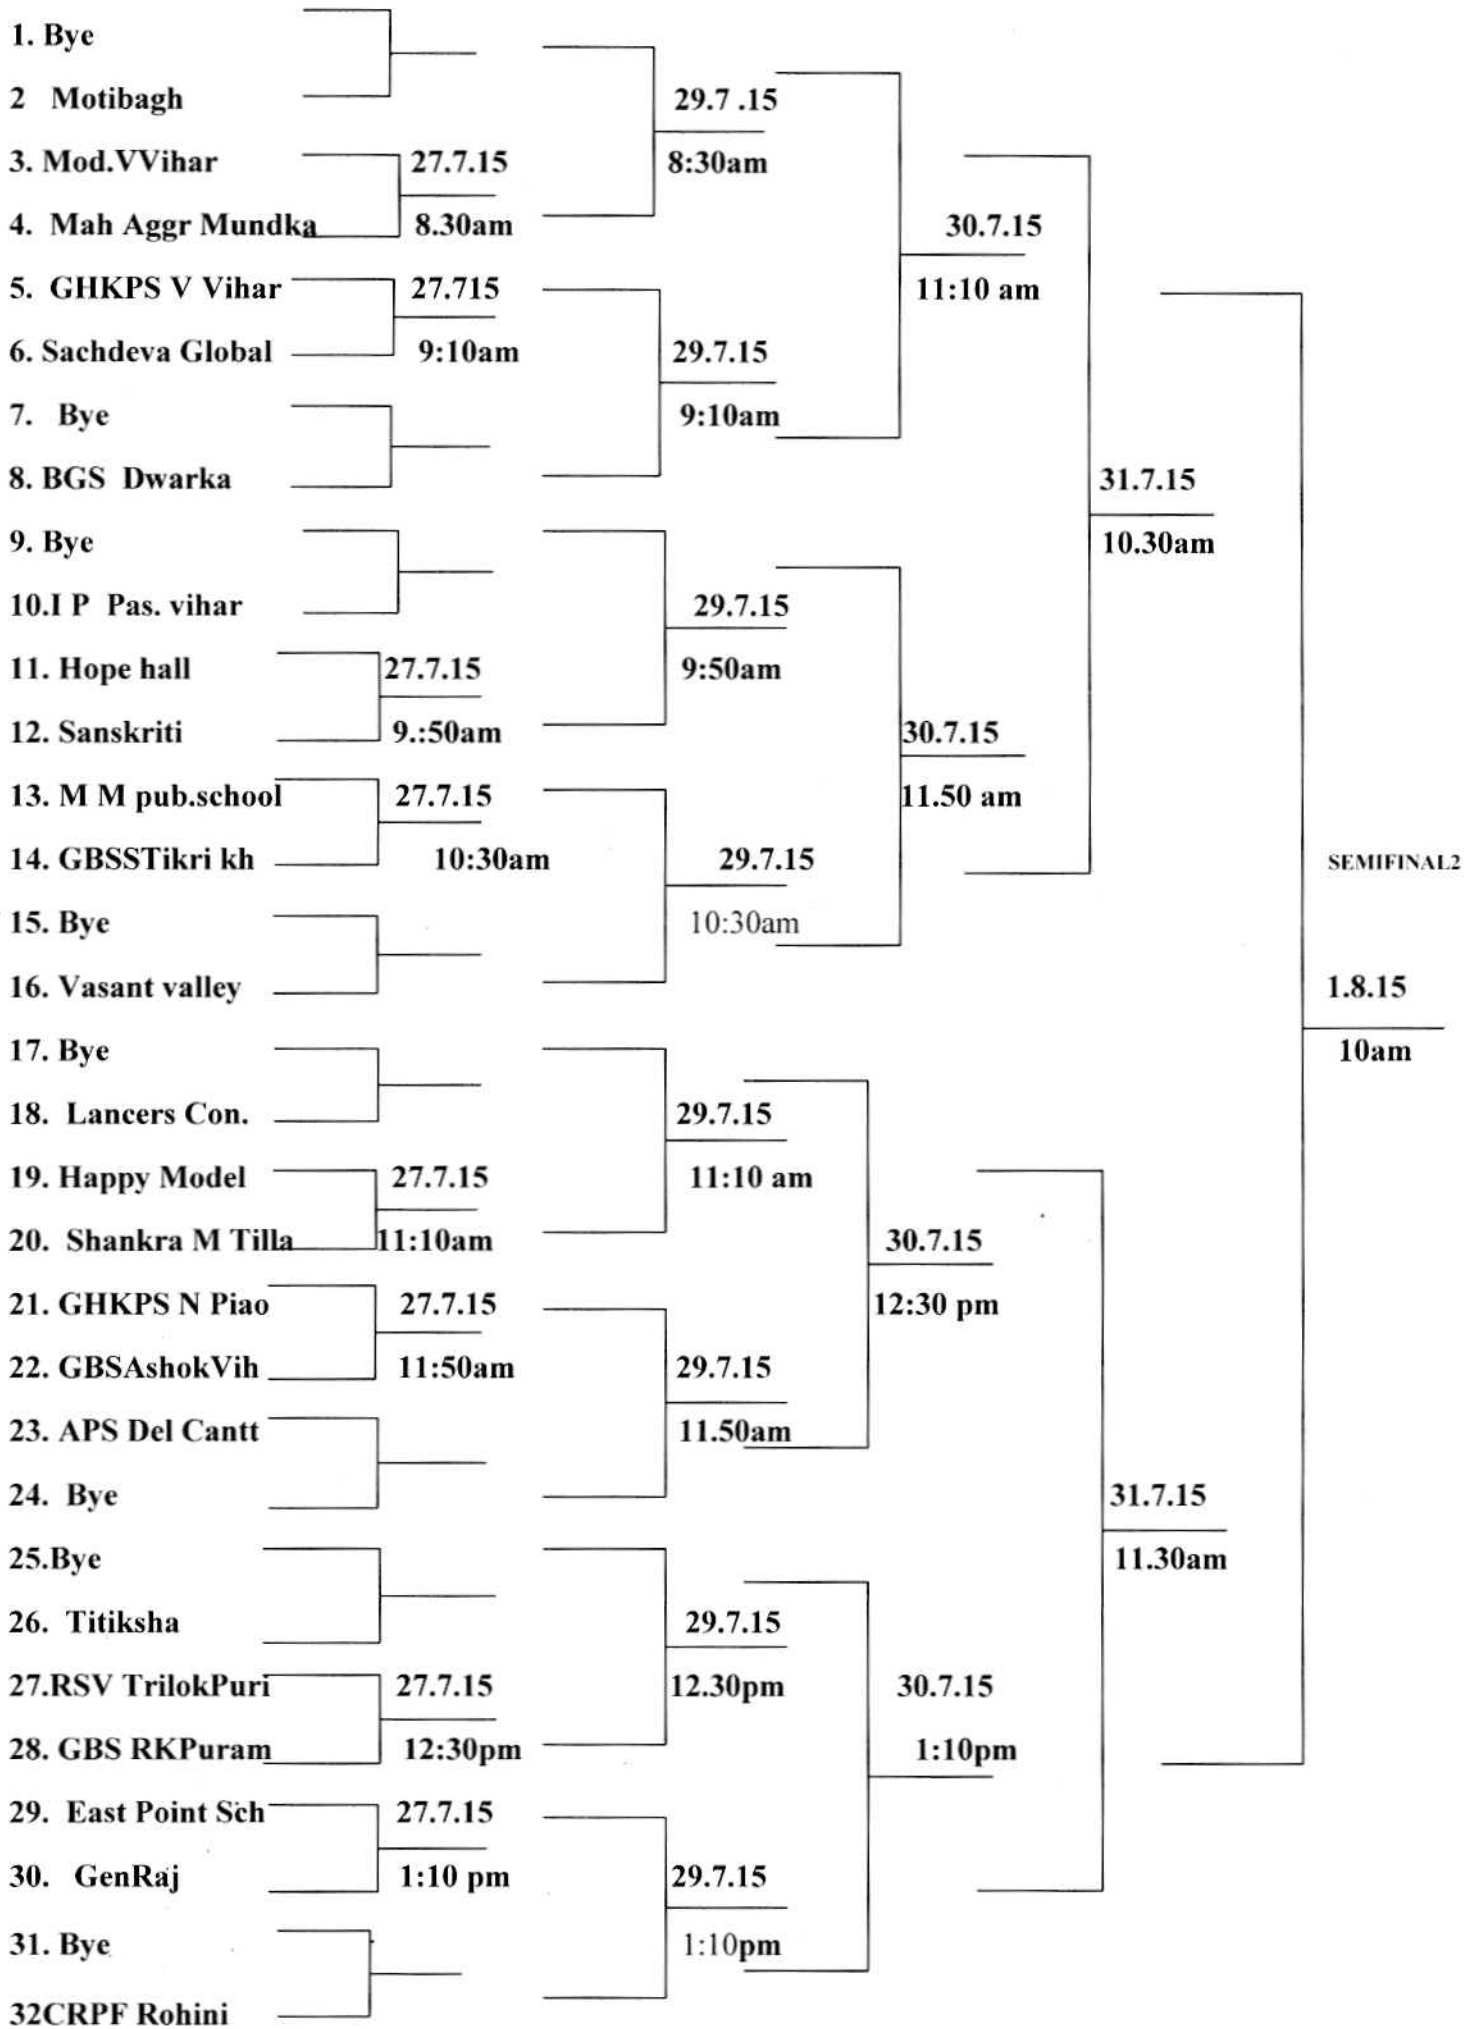 1. Bye
2 Motibagh
29.7 .15
3. Mod.VVihar
27.7.15
8:30am
4. Mah Aggr Mundka
8.30am
30.7.15
5. GHKPS V Vihar
27.715
11:10 am
6. Sachdeva Global
9:10am
29.7.15
7. Bye
9:10am
8. BGS Dwarka
31.7.15
9. Bye
10.30am
10.I P Pas. vihar
29.7.15
11. Hope hall
27.7.15
9:50am
12. Sanskriti
9.:50am
30.7.15
13. M M pub.school
27.7.15
11.50 am
14. GBSSTikri kh
10:30am
29.7.15
SEMIFINAL2
15. Bye
10:30am
16. Vasant valley
1.8.15
17. Bye
10am
18. Lancers Con.
29.7.15
19. Happy Model
27.7.15
11:10 am
20. Shankra M Tilla
11:10am
30.7.15
21. GHKPS N Piao
27.7.15
12:30 pm
22. GBSAshokVih
11:50am
29.7.15
23. APS Del Cantt
11.50am
24. Bye
31.7.15
25.Bye
11.30am
26. Titiksha
29.7.15
27.RSV TrilokPuri
27.7.15
12.30pm
30.7.15
28. GBS RKPuram
12:30pm
1:10pm
29. East Point Sch
27.7.15
30. GenRaj
1:10 pm
29.7.15
31. Bye
1:10pm
32CRPF Rohini